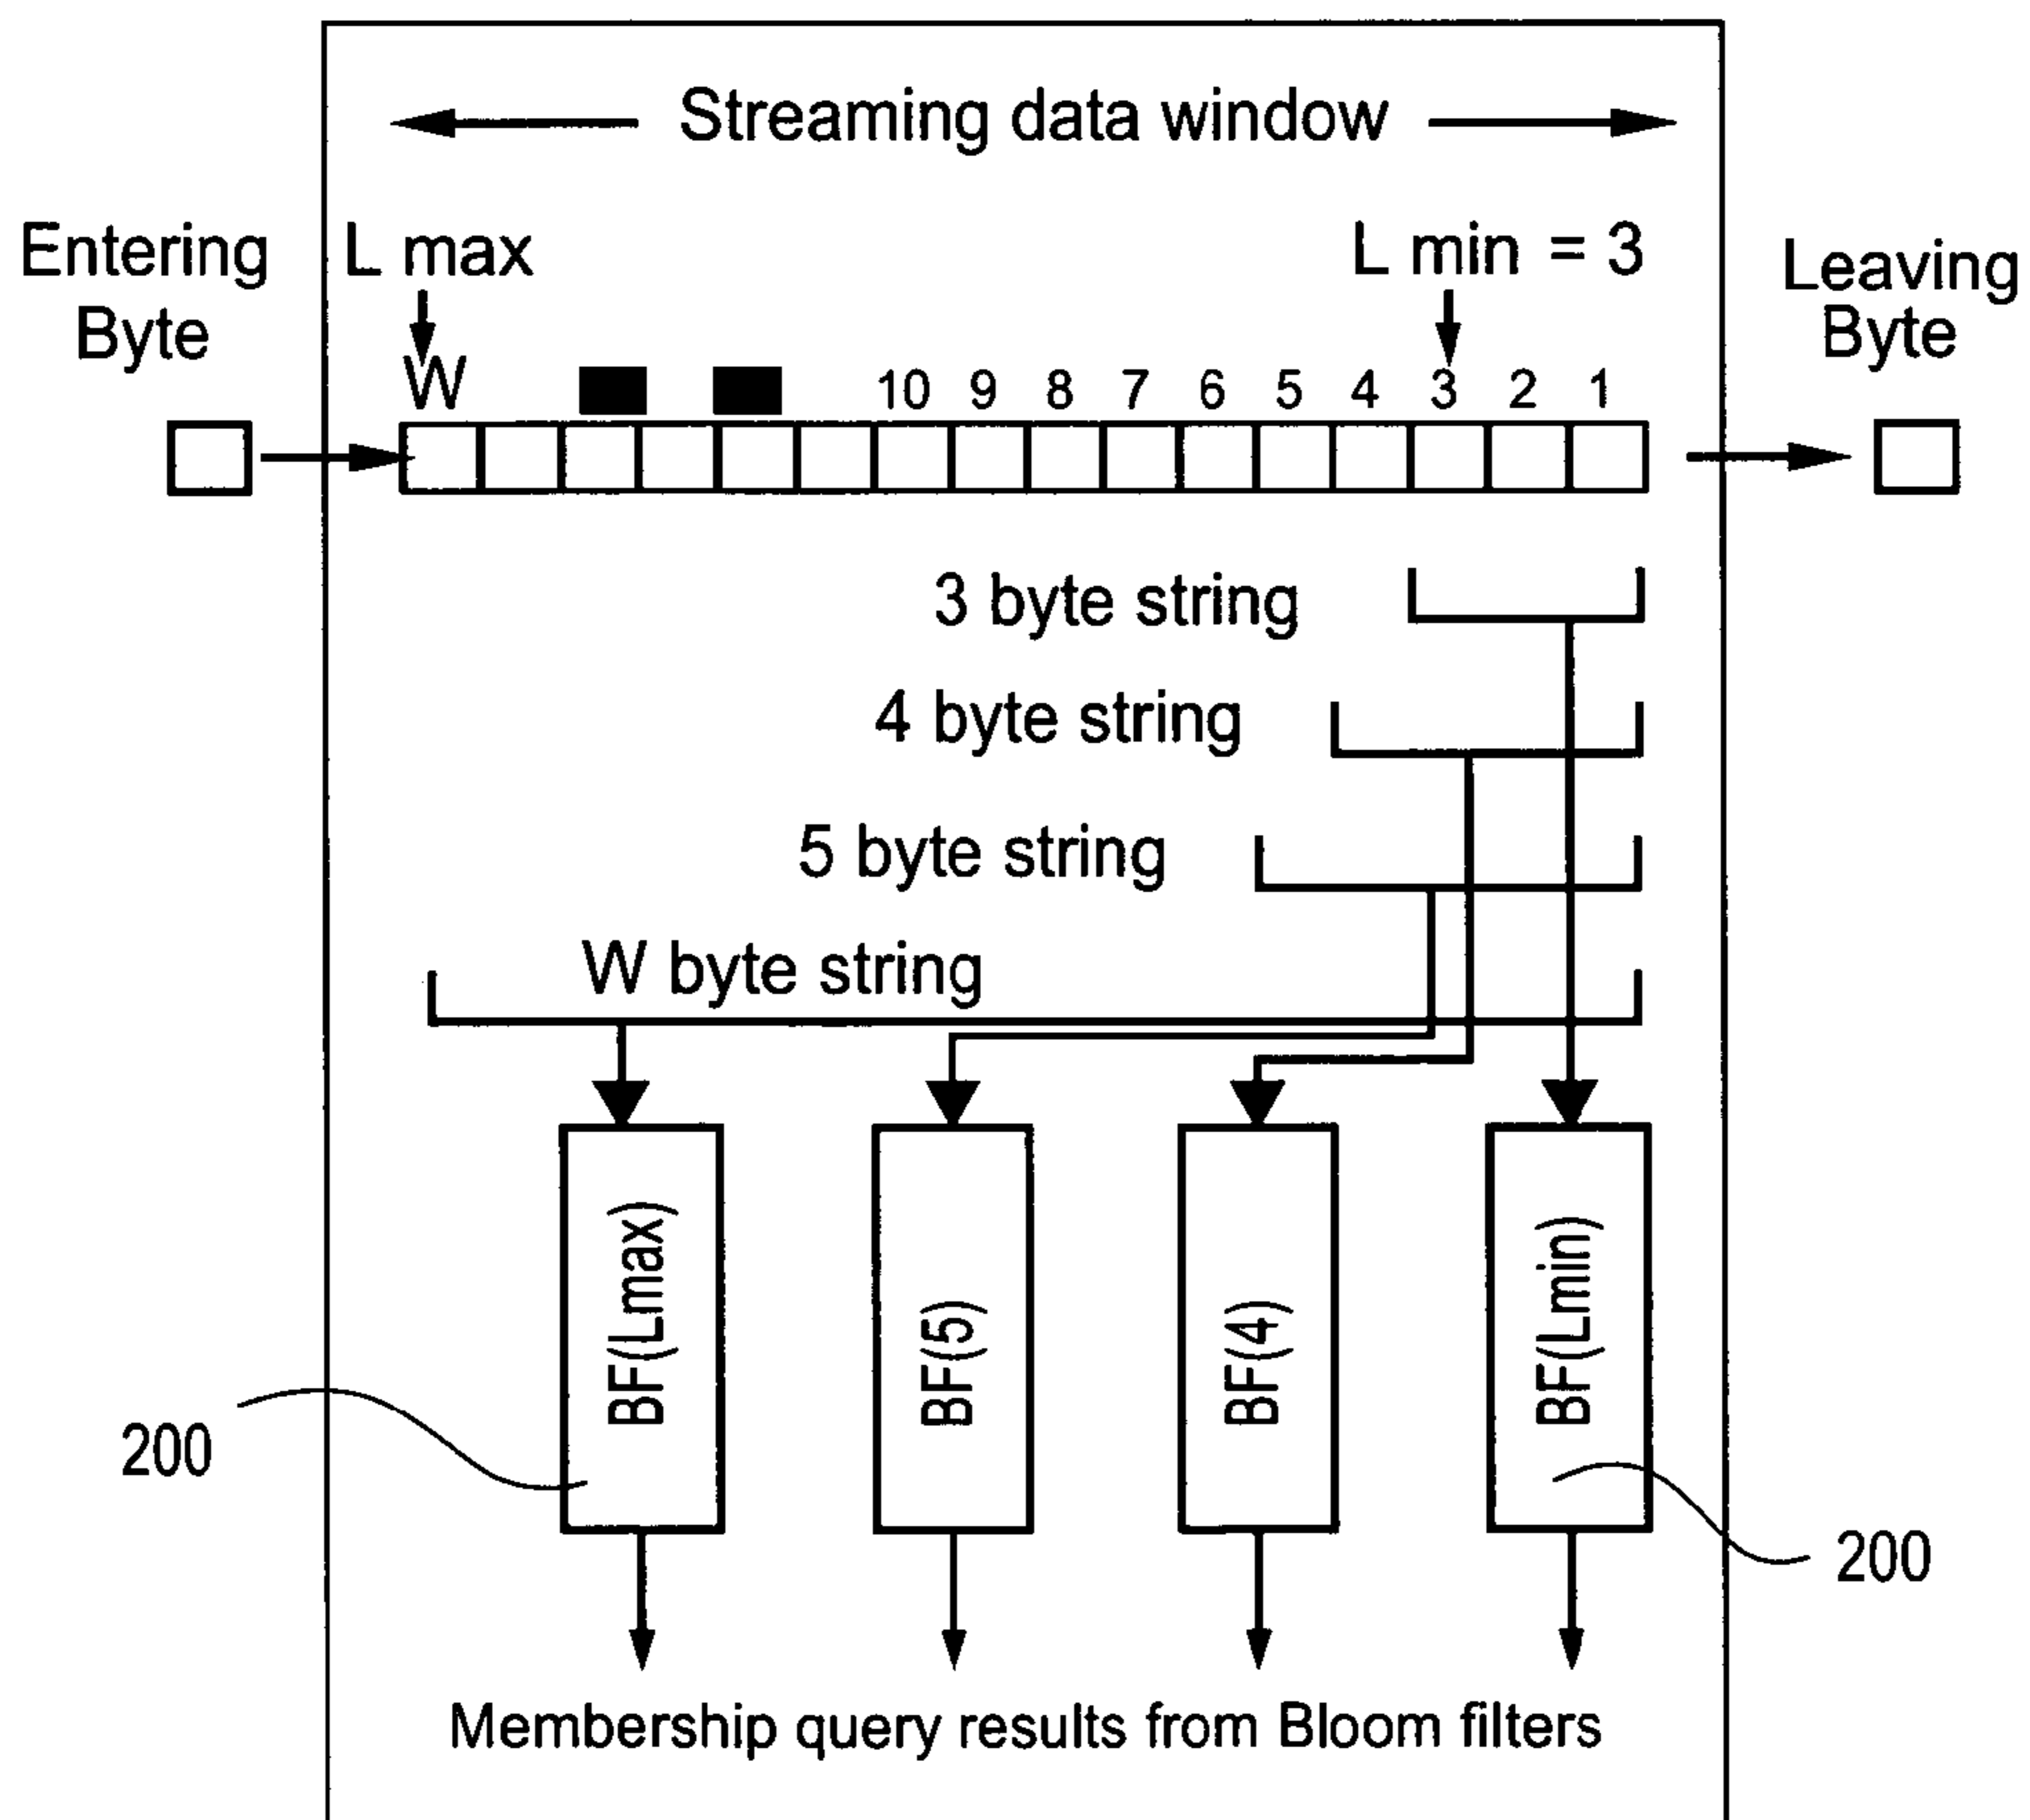 Streaming data window
Entering
Byte
L max
L min = 3
Leaving
Byte
W 10 9 8 7 6 5 4 3 2 1
3 byte string
4 byte string
5 byte string
W byte string
BF(Lmax)
BF(5)
BF(4)
BF(Lmin)
200
200
Membership query results from Bloom filters